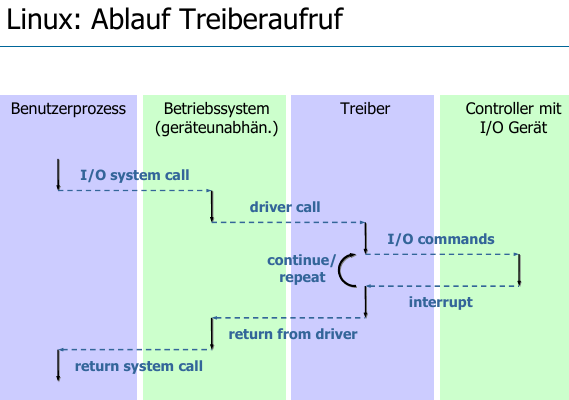 Linux: Ablauf Treiberaufruf
Benutzerprozess
Betriebssystem
(geräteunabhän.)
Treiber
Controller mit
I/O Gerät
I/O system call
driver call
I/O commands
continue/
repeat
interrupt
return from driver
return system call